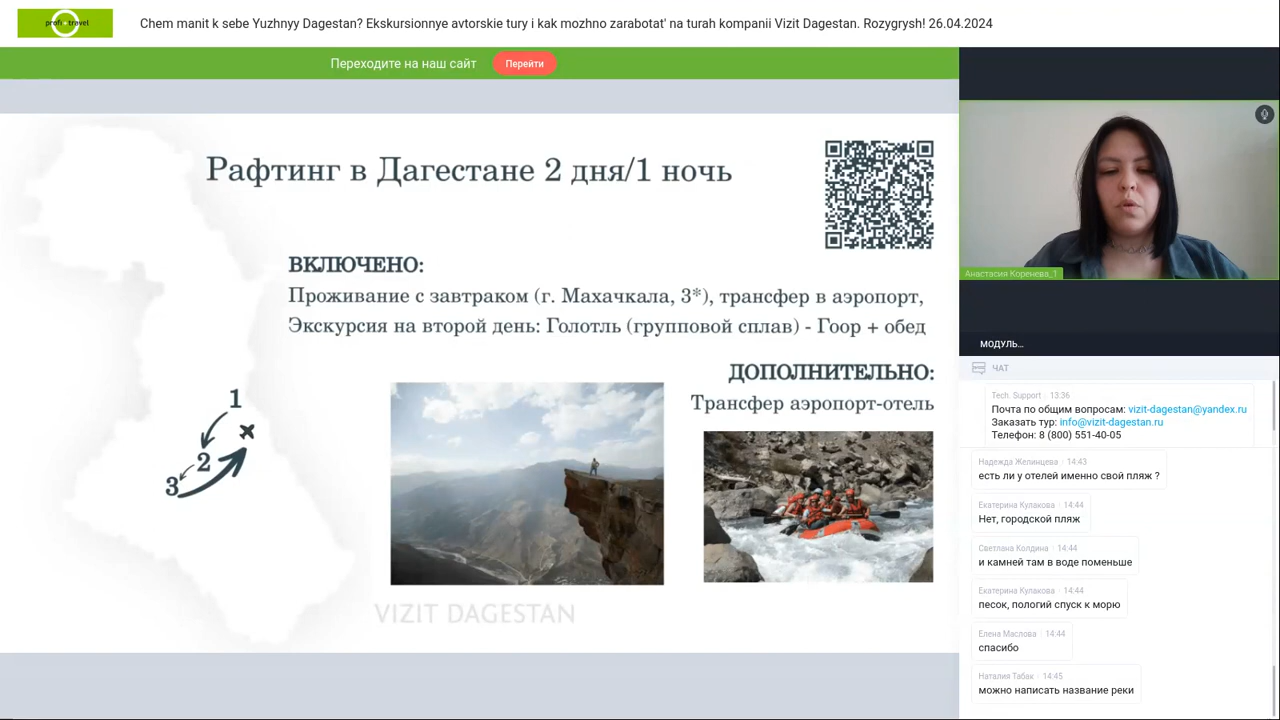 profi travel
Chem manit k sebe Yuzhnyy Dagestan? Ekskursionnye avtorskie tury i kak mozhno zarabotat' na turah kompanii Vizit Dagestan. Rozygrysh! 26.04.2024
Переходите на наш сайт
Перейти
Рафтинг в Дагестане 2 дня/1 ночь
ВКЛЮЧЕНО:
Проживание с завтраком (г. Махачкала, 3*), трансфер в аэропорт,
Экскурсия на второй день: Голотль (групповой сплав) - Гоор + обед
ДОПОЛНИТЕЛЬНО:
Трансфер аэропорт-отель
1
2
3
VIZIT DAGESTAN
Анастасия Коренева_1
МОДУЛЬ...
ЧАТ
Tech. Support · 13:36
Почта по общим вопросам: vizit-dagestan@yandex.ru
Заказать тур: info@vizit-dagestan.ru
Телефон: 8 (800) 551-40-05
Надежда Желинцева · 14:43
есть ли у отелей именно свой пляж ?
Екатерина Кулакова · 14:44
Нет, городской пляж
Светлана Колдина · 14:44
и камней там в воде поменьше
Екатерина Кулакова · 14:44
песок, пологий спуск к морю
Елена Маслова · 14:44
спасибо
Наталия Табак · 14:45
можно написать название реки